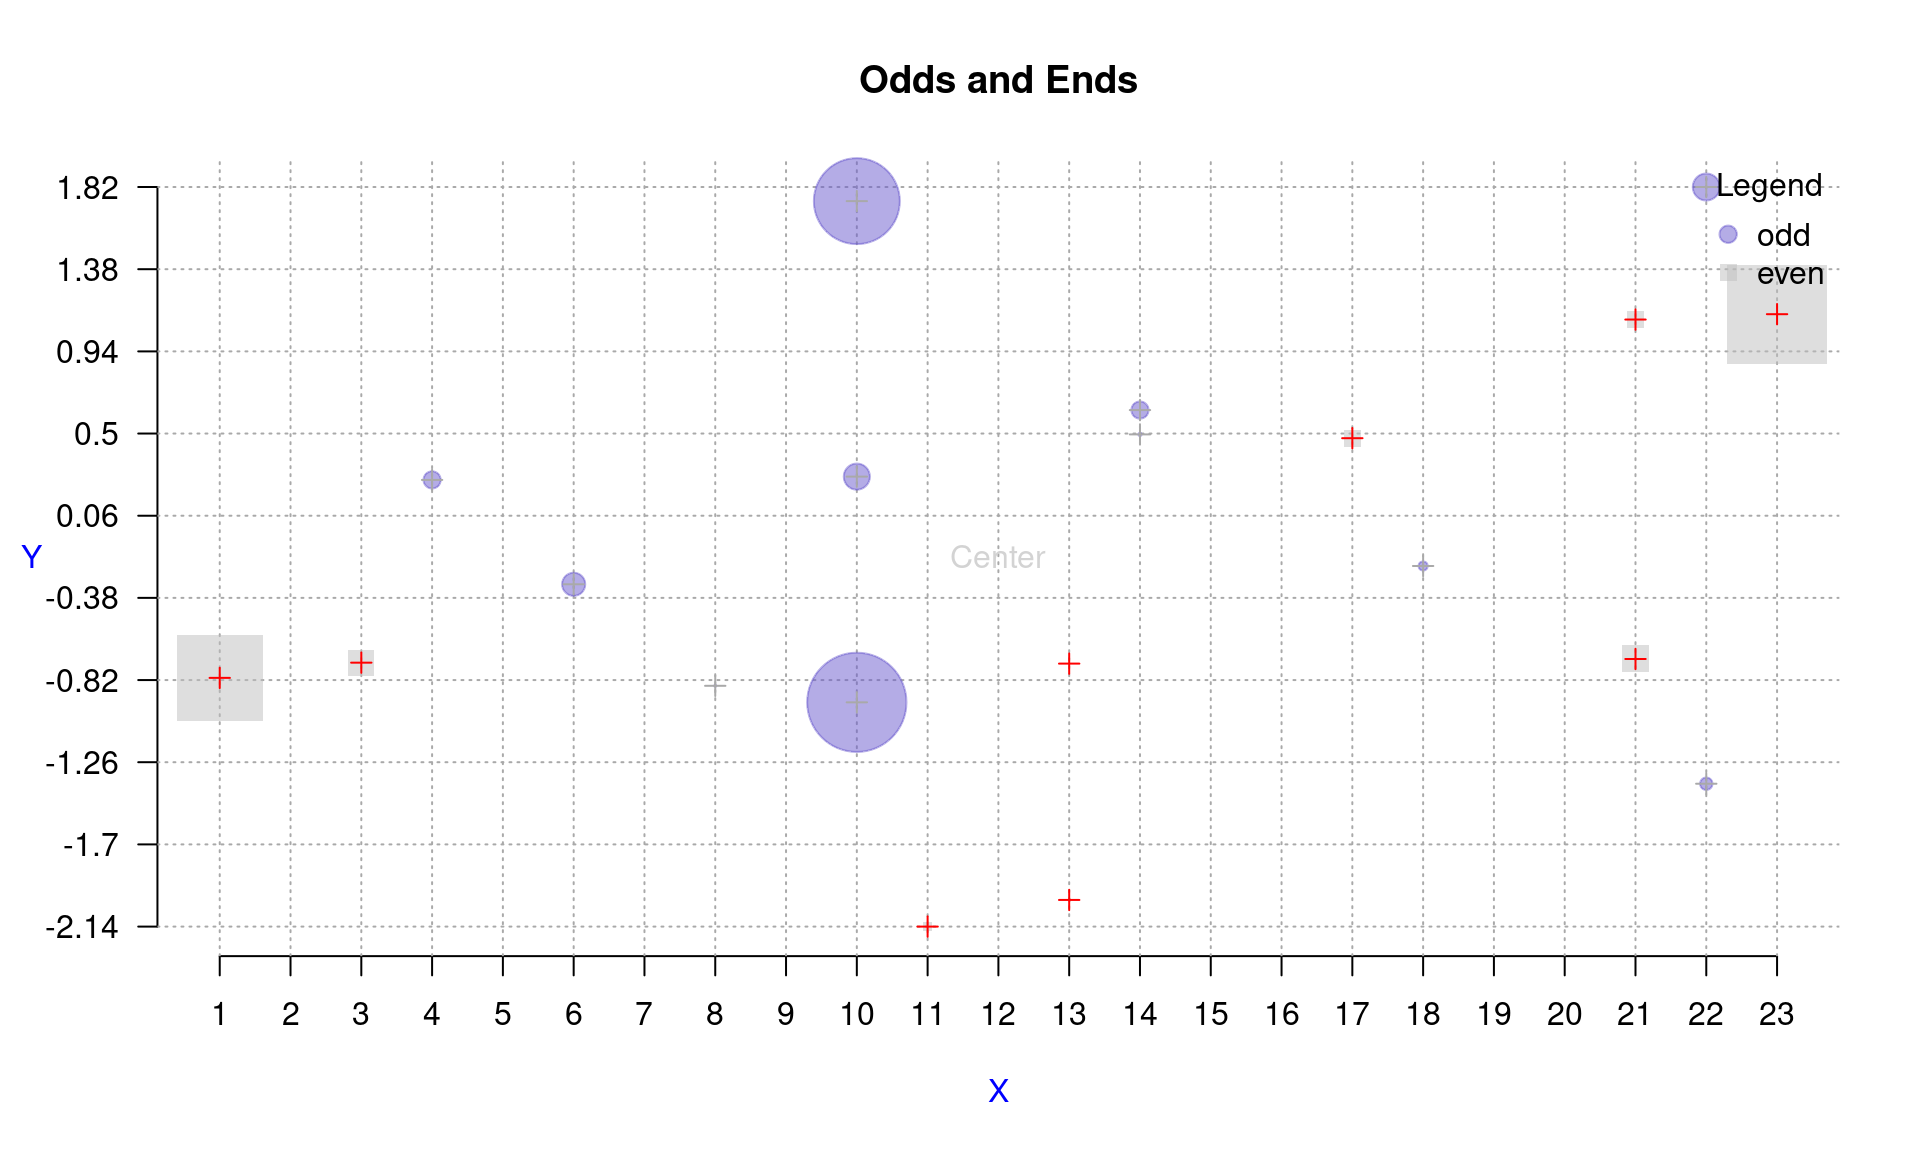 Odds and Ends
1.82
Legend
odd
1.38
even
0.94
0.5
0.06
Y
Center
-0.38
-0.82
-1.26
-1.7
-2.14
1 2 3 4 5 6 7 8 9 10 11 12 13 14 15 16 17 18 19 20 21 22 23
X